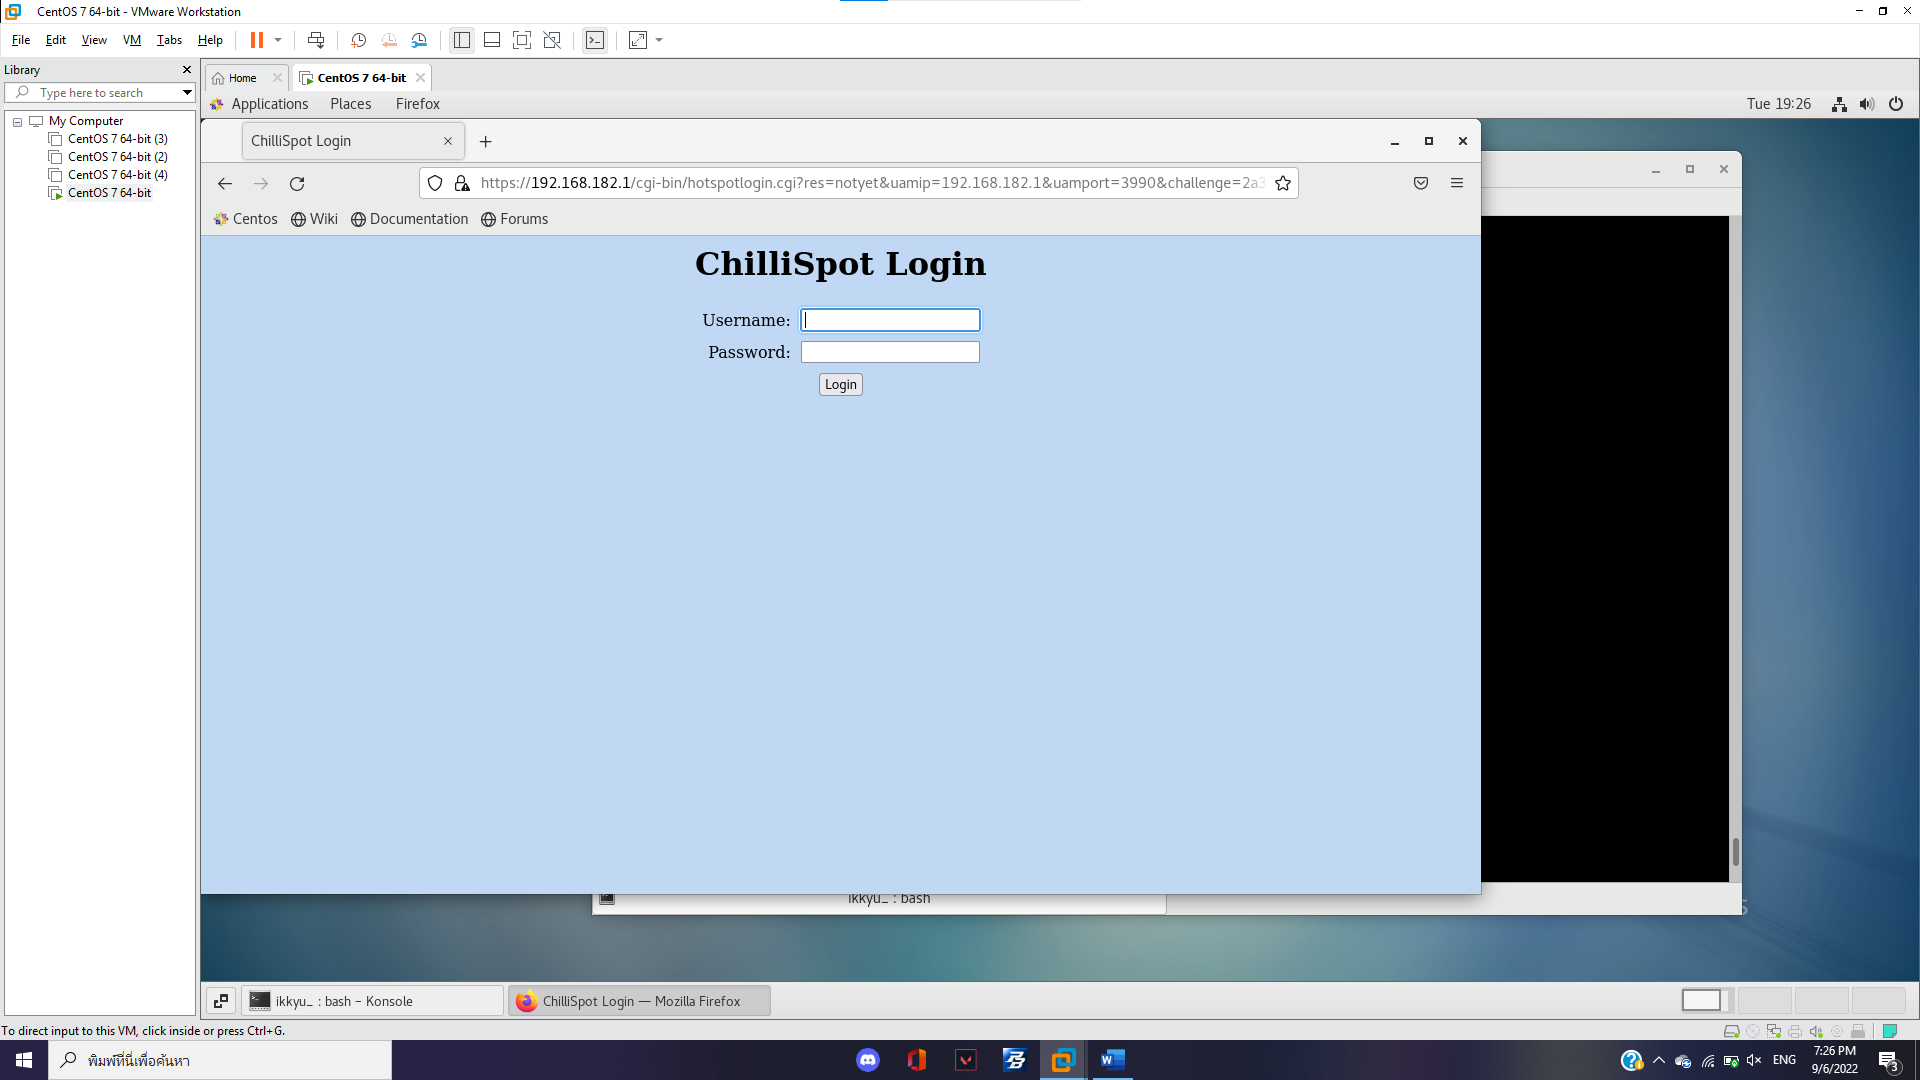 CentOS 7 64-bit - VMware Workstation
File Edit View VM Tabs Help
Library
Type here to search
My Computer
CentOS 7 64-bit (3)
CentOS 7 64-bit (2)
CentOS 7 64-bit (4)
CentOS 7 64-bit
Home
CentOS 7 64-bit
Applications Places Firefox
Tue 19:26
ChilliSpot Login
https://192.168.182.1/cgi-bin/hotspotlogin.cgi?res=notyet&uamip=192.168.182.1&uamport=3990&challenge=2a3
Centos Wiki Documentation Forums
ChilliSpot Login
Username:
Password:
Login
ikkyu_ : bash
ikkyu_ : bash – Konsole
ChilliSpot Login — Mozilla Firefox
To direct input to this VM, click inside or press Ctrl+G.
พิมพ์ที่นี่เพื่อค้นหา
ENG
7:26 PM
9/6/2022
3